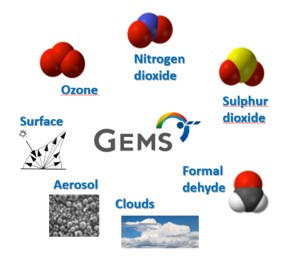 Nitrogen
dioxide
Ozone
Sulphur
dioxide
Surface
GEMS
Formal
dehyde
Aerosol
Clouds